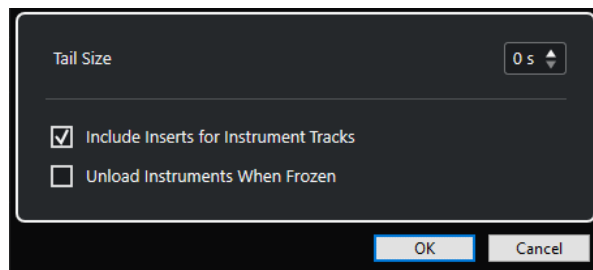 Tail Size
0 s
Include Inserts for Instrument Tracks
Unload Instruments When Frozen
OK
Cancel